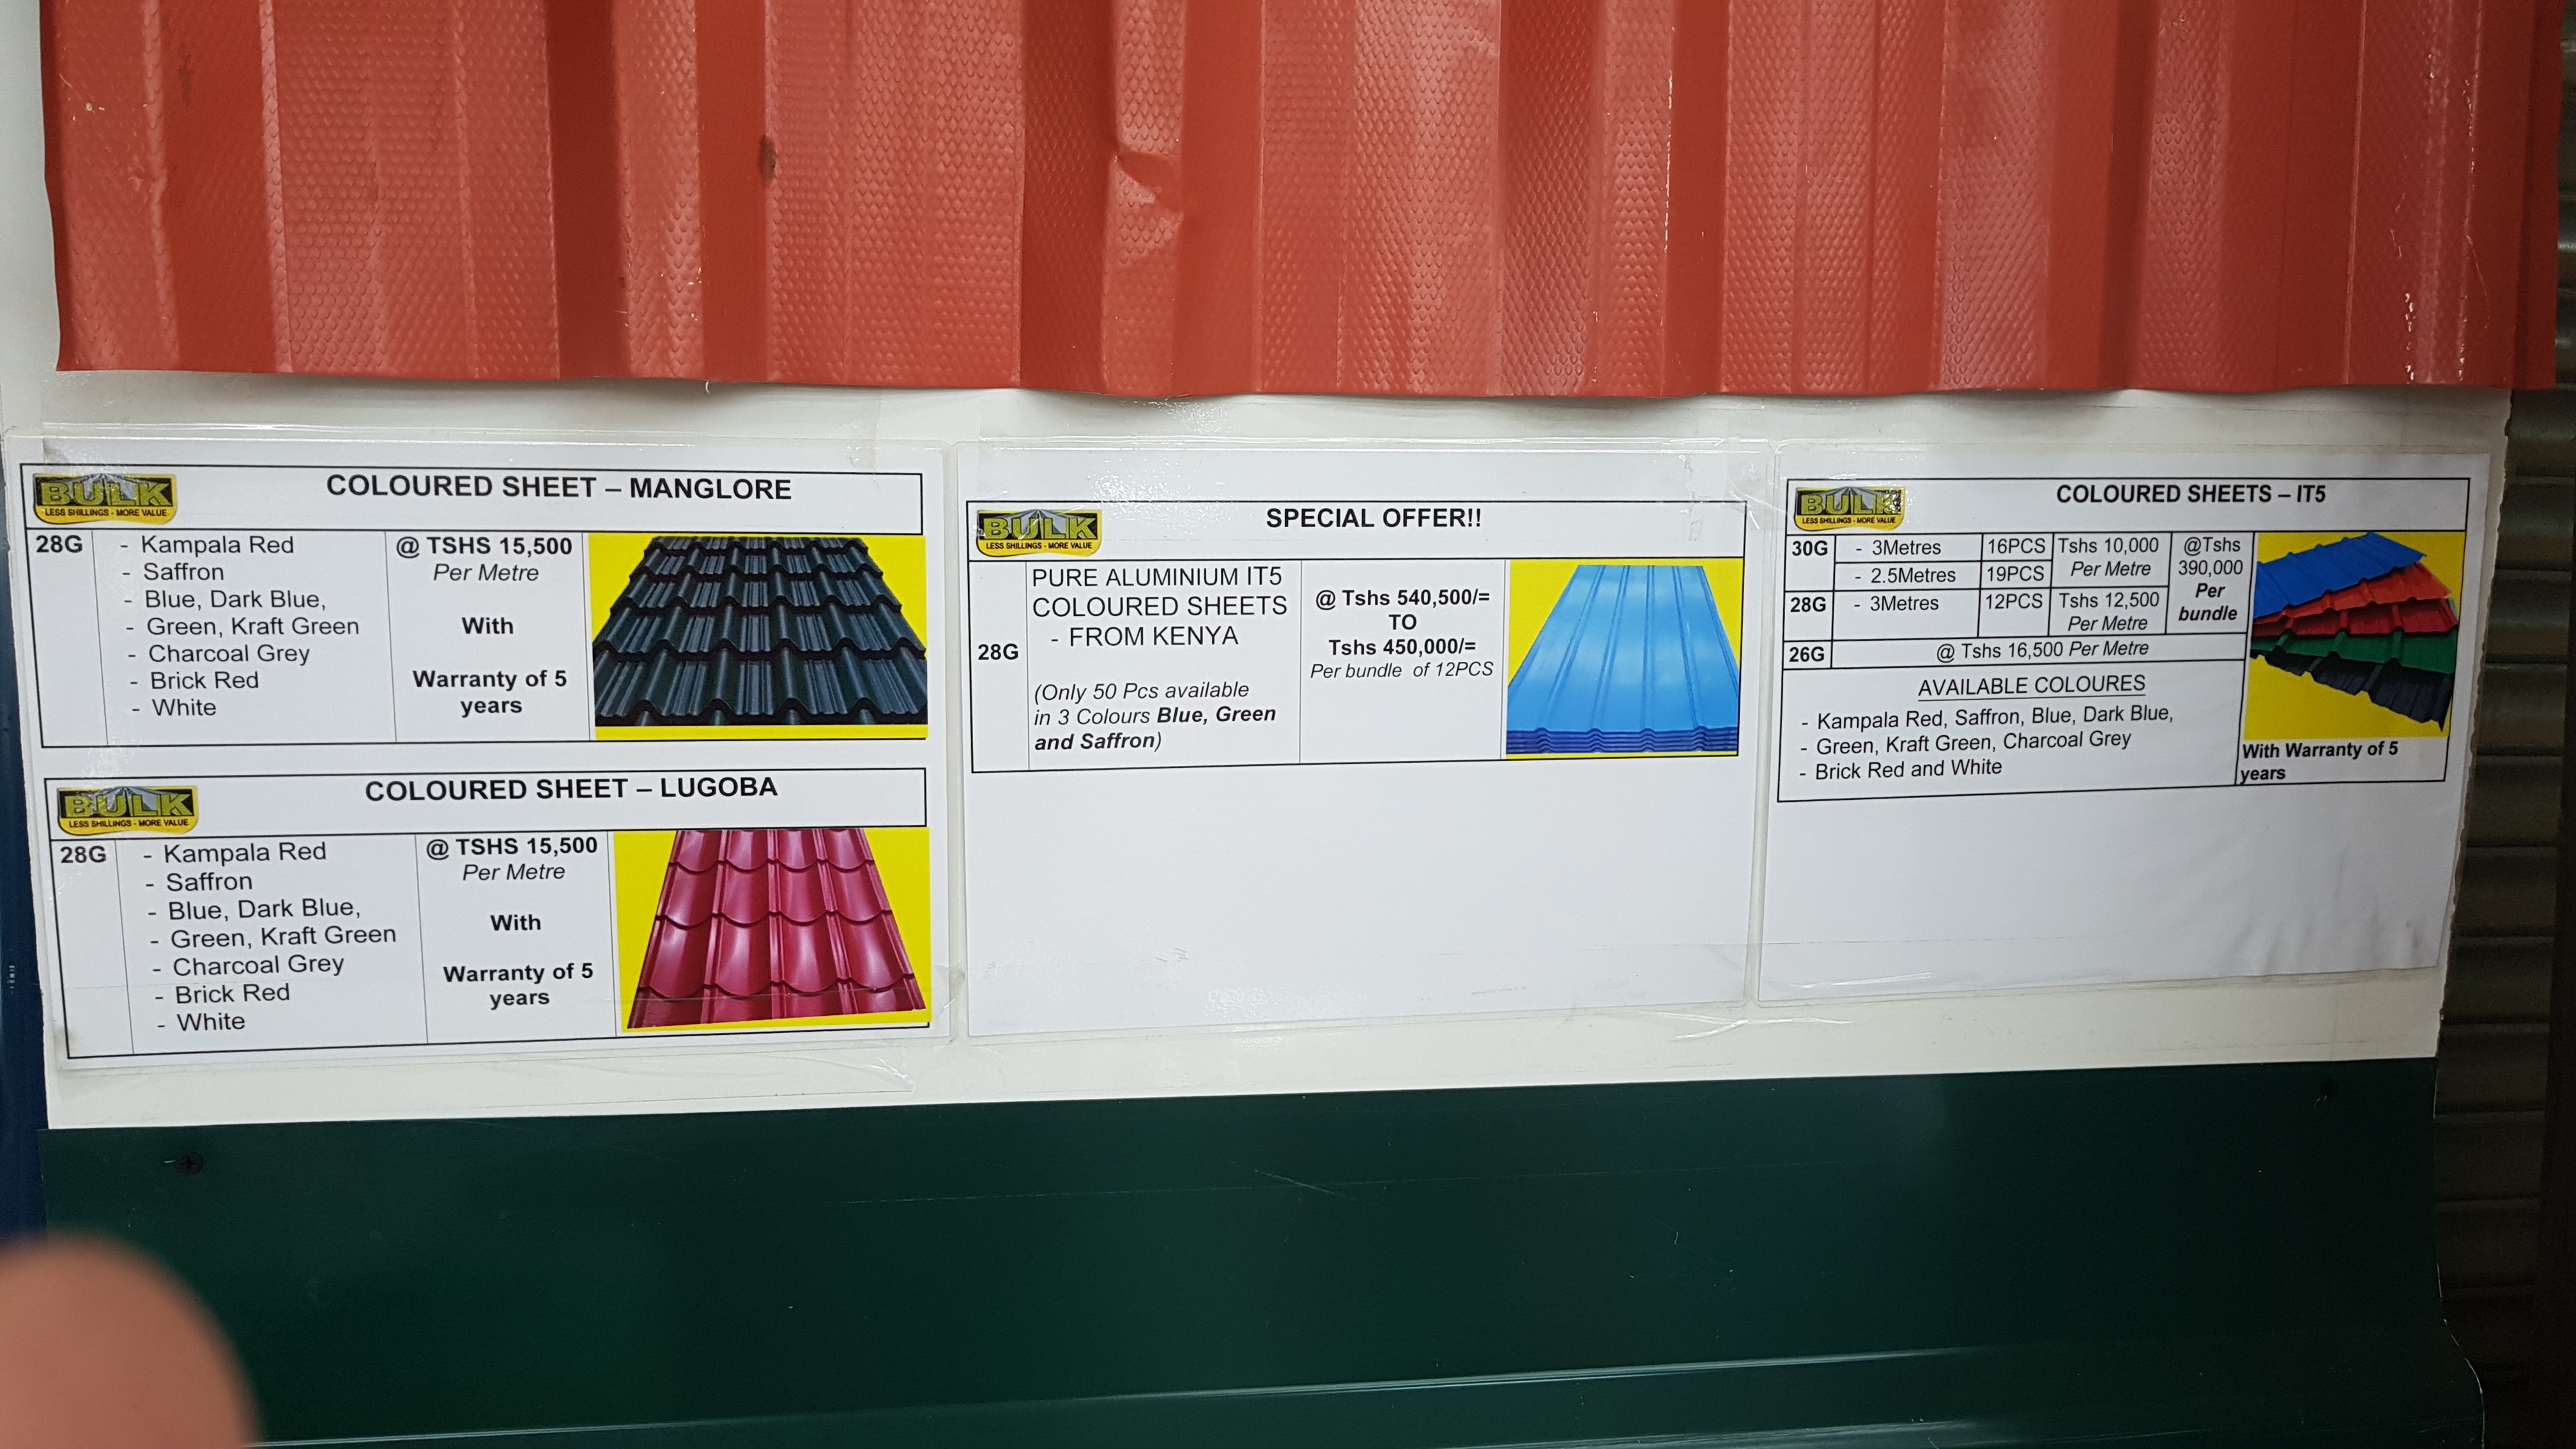 BULK
LESS SHILLINGS - MORE VALUE
COLOURED SHEET – MANGLORE
28G
- Kampala Red
- Saffron
- Blue, Dark Blue,
- Green, Kraft Green
- Charcoal Grey
- Brick Red
- White
@ TSHS 15,500
Per Metre
With
Warranty of 5
years
BULK
LESS SHILLINGS - MORE VALUE
COLOURED SHEET – LUGOBA
28G
- Kampala Red
- Saffron
- Blue, Dark Blue,
- Green, Kraft Green
- Charcoal Grey
- Brick Red
- White
@ TSHS 15,500
Per Metre
With
Warranty of 5
years
BULK
LESS SHILLINGS - MORE VALUE
SPECIAL OFFER!!
28G
PURE ALUMINIUM IT5
COLOURED SHEETS
- FROM KENYA
(Only 50 Pcs available
in 3 Colours Blue, Green
and Saffron)
@ Tshs 540,500/=
TO
Tshs 450,000/=
Per bundle of 12PCS
BULK
LESS SHILLINGS - MORE VALUE
COLOURED SHEETS – IT5
30G
- 3Metres
16PCS
- 2.5Metres
19PCS
Tshs 10,000
Per Metre
28G
- 3Metres
12PCS
Tshs 12,500
Per Metre
@Tshs
390,000
Per
bundle
26G
@ Tshs 16,500 Per Metre
AVAILABLE COLOURES
- Kampala Red, Saffron, Blue, Dark Blue,
- Green, Kraft Green, Charcoal Grey
- Brick Red and White
With Warranty of 5
years